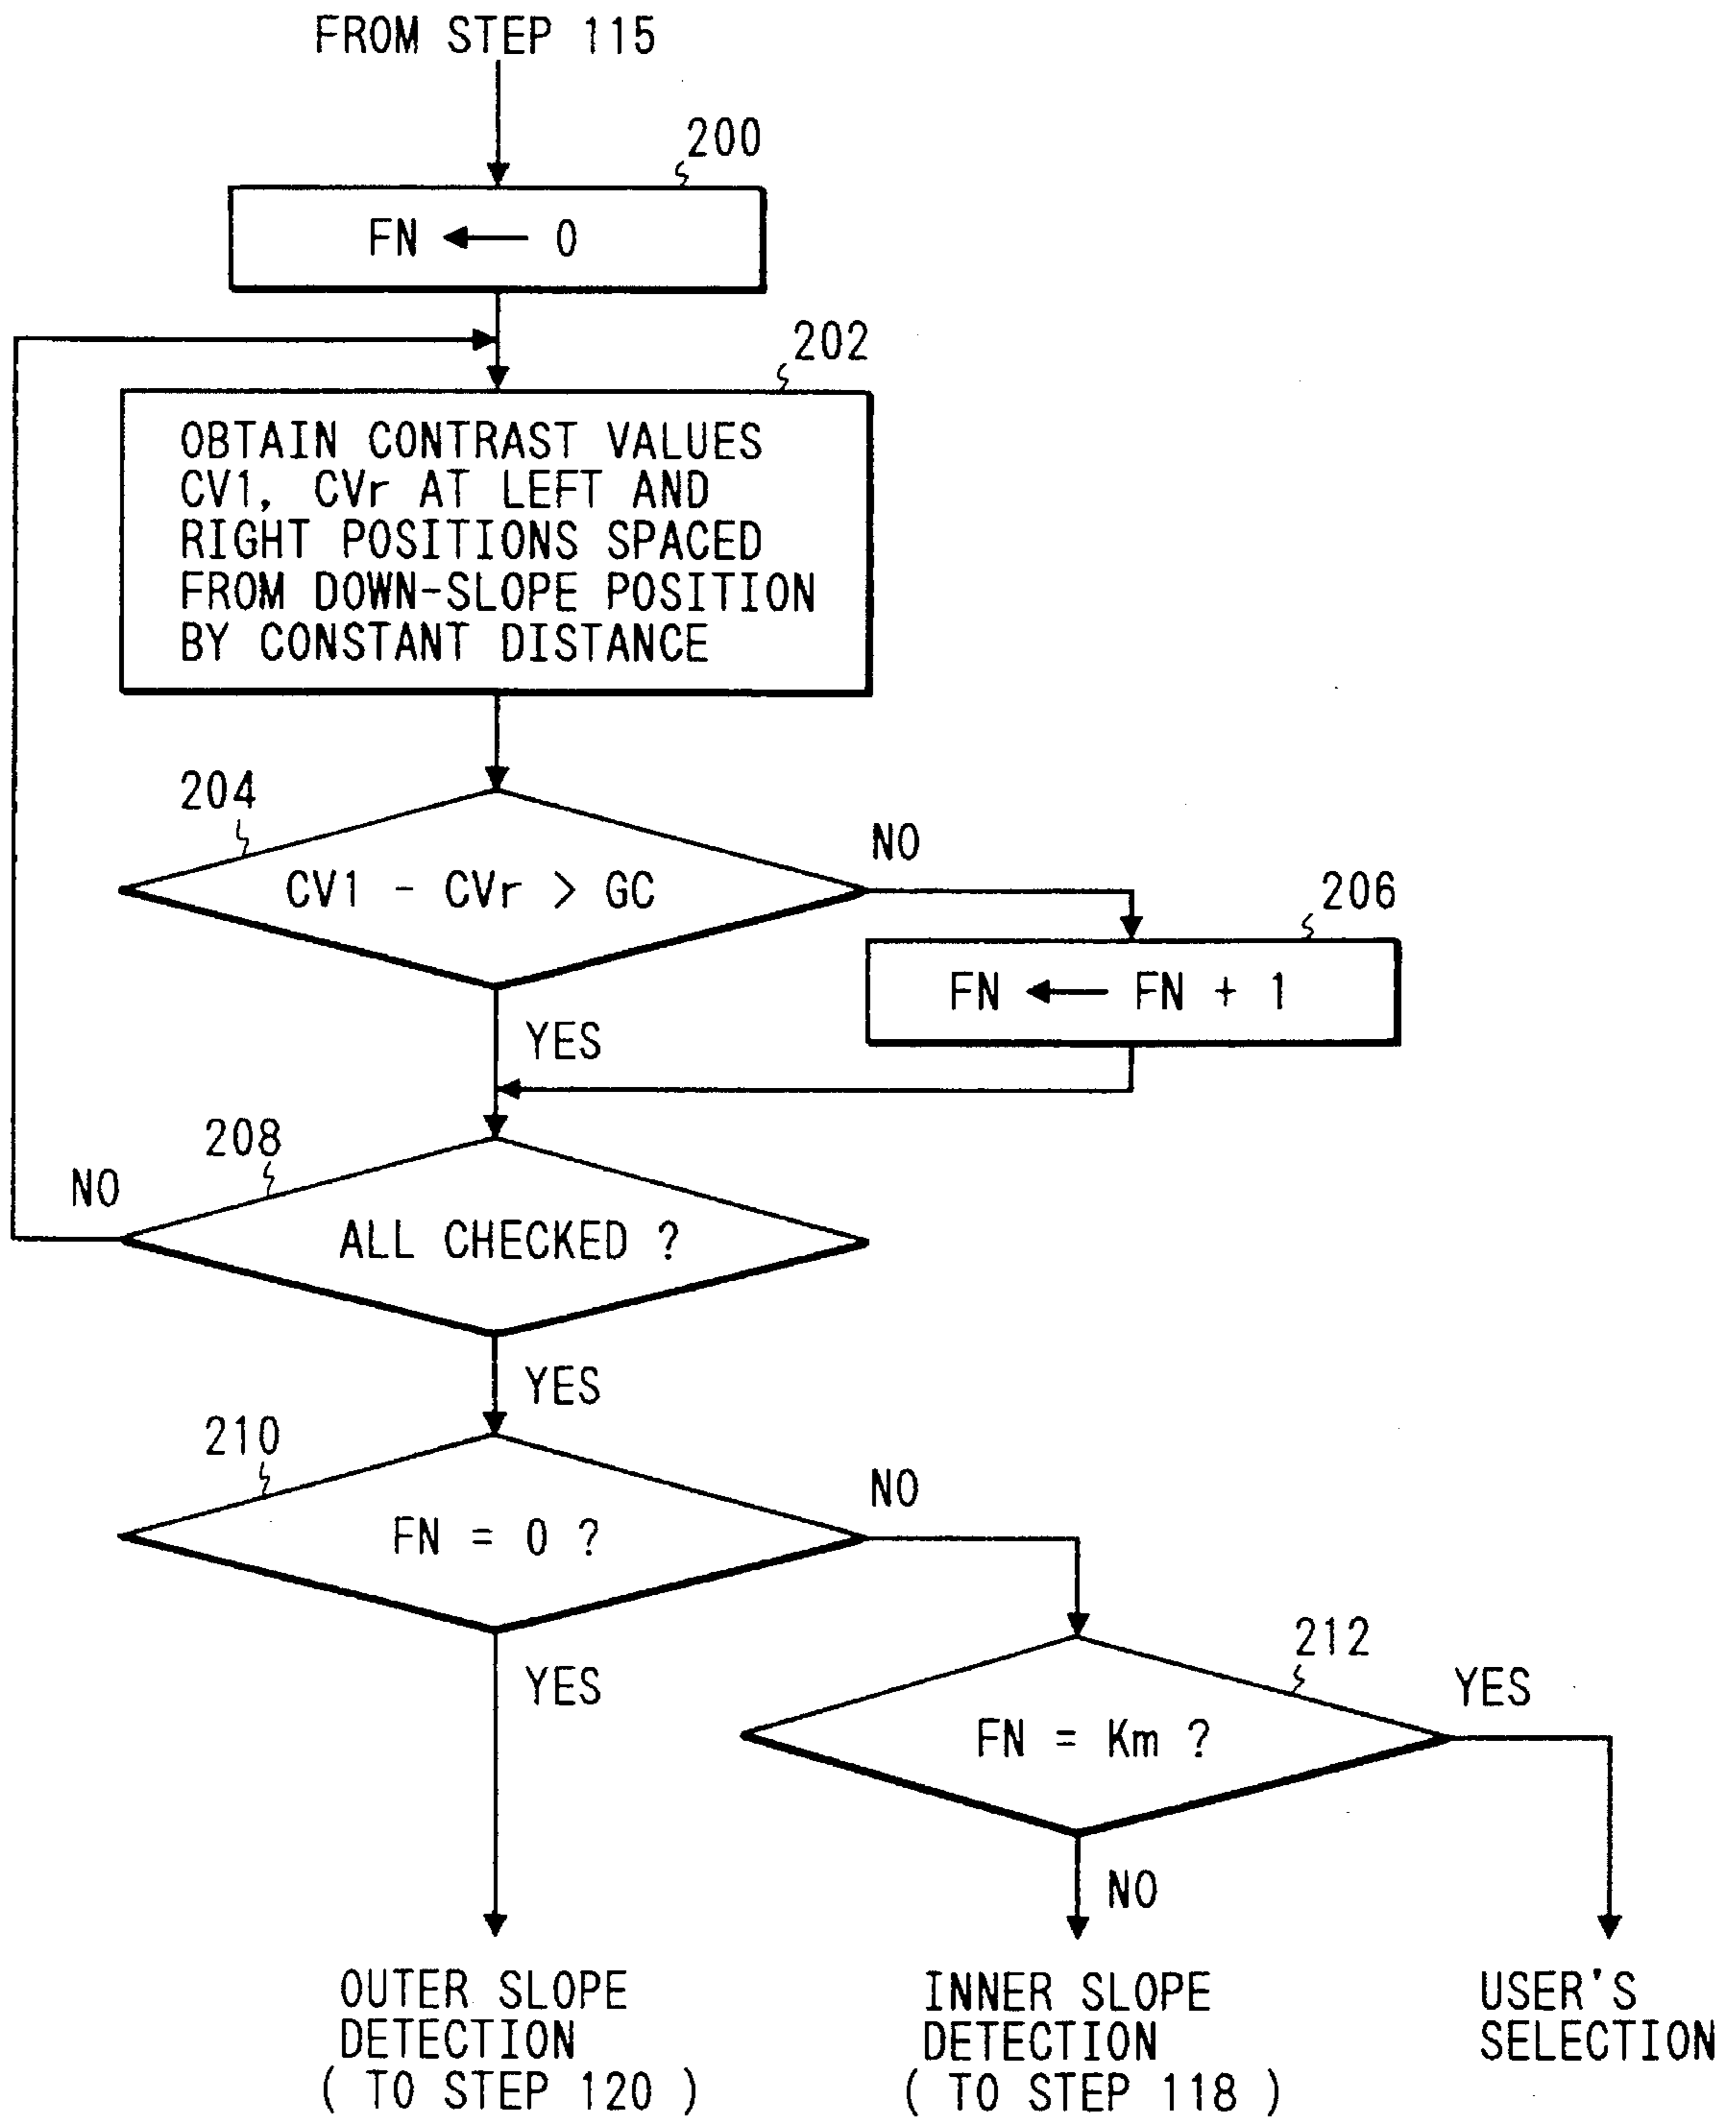 FROM STEP 115
200
FN ← 0
202
OBTAIN CONTRAST VALUES
CV1, CVr AT LEFT AND
RIGHT POSITIONS SPACED
FROM DOWN-SLOPE POSITION
BY CONSTANT DISTANCE
204
CV1 - CVr > GC
NO
206
FN ← FN + 1
YES
208
NO
ALL CHECKED ?
YES
210
FN = 0 ?
NO
212
YES
YES
FN = Km ?
NO
OUTER SLOPE
DETECTION
( TO STEP 120 )
INNER SLOPE
DETECTION
( TO STEP 118 )
USER'S
SELECTION